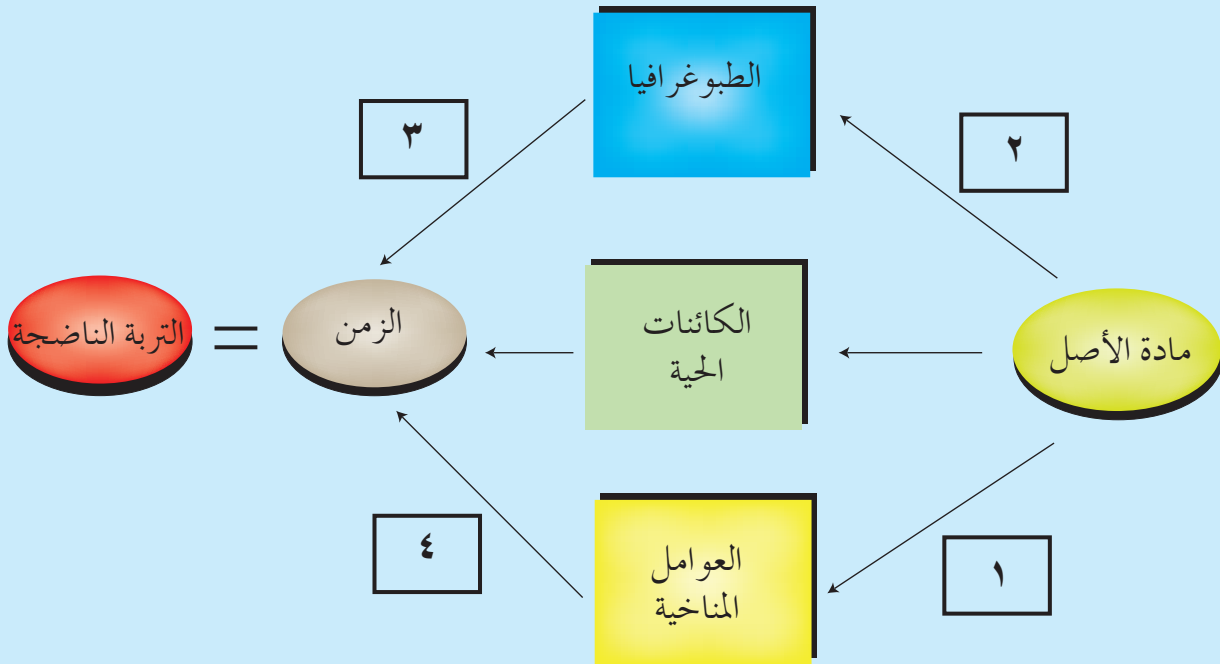 الطبوغرافيا
٣
٢
الكائنات
الحية
مادة الأصل
الزمن
=
التربة الناضجة
العوامل
المناخية
٤
١